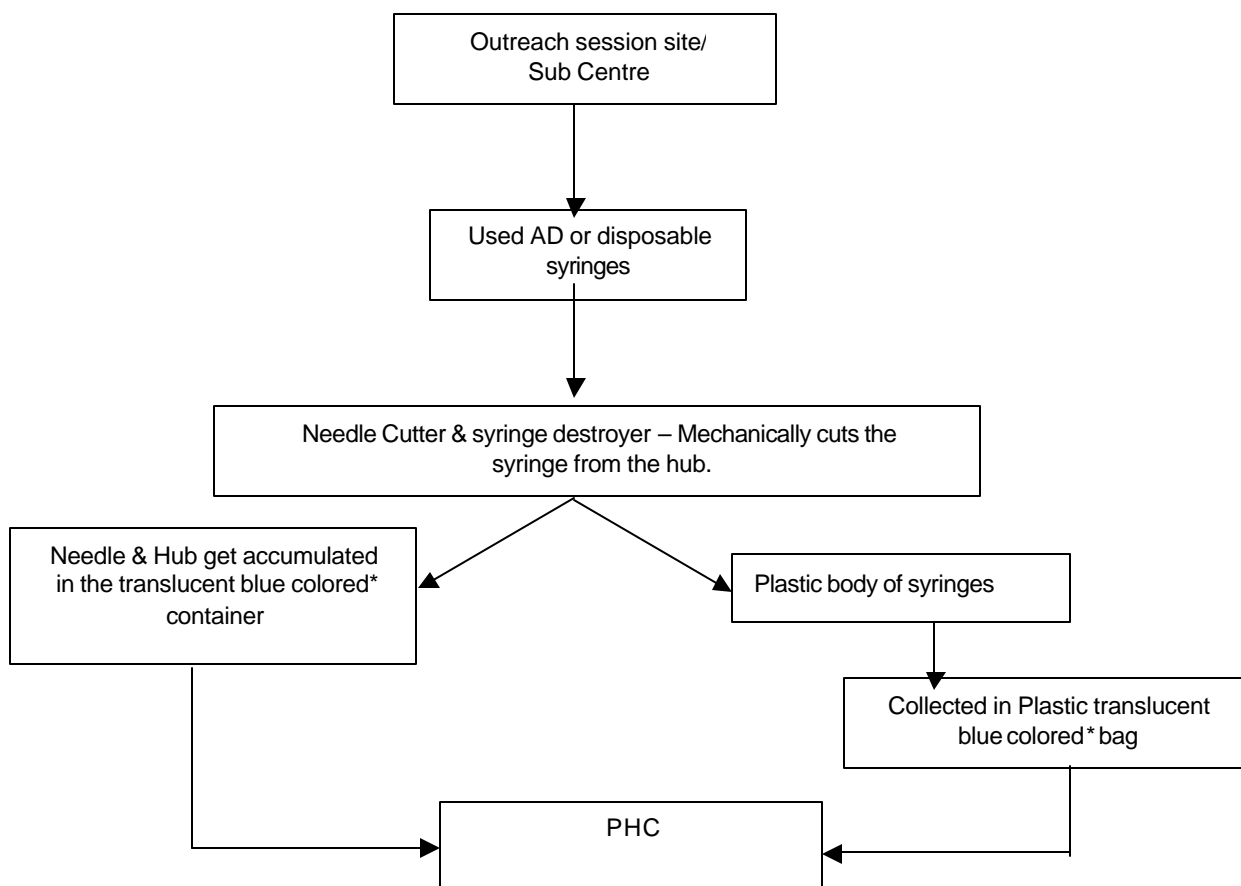 Outreach session site/
Sub Centre
Used AD or disposable
syringes
Needle Cutter & syringe destroyer – Mechanically cuts the
syringe from the hub.
Needle & Hub get accumulated
in the translucent blue colored*
container
Plastic body of syringes
Collected in Plastic translucent
blue colored* bag
PHC